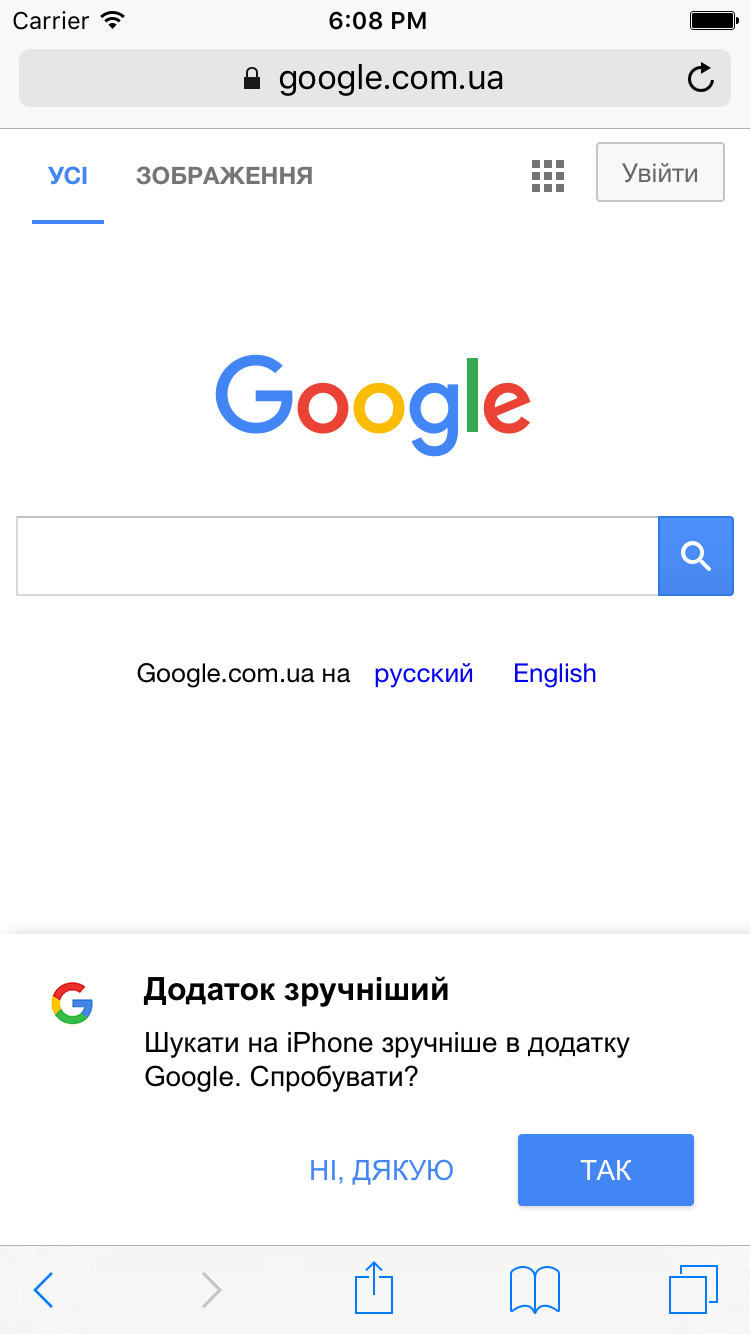 Carrier 6:08 PM
google.com.ua
УСІ ЗОБРАЖЕННЯ Увійти
Google
Google.com.ua на русский English
Додаток зручніший
Шукати на iPhone зручніше в додатку
Google. Спробувати?
НІ, ДЯКУЮ ТАК